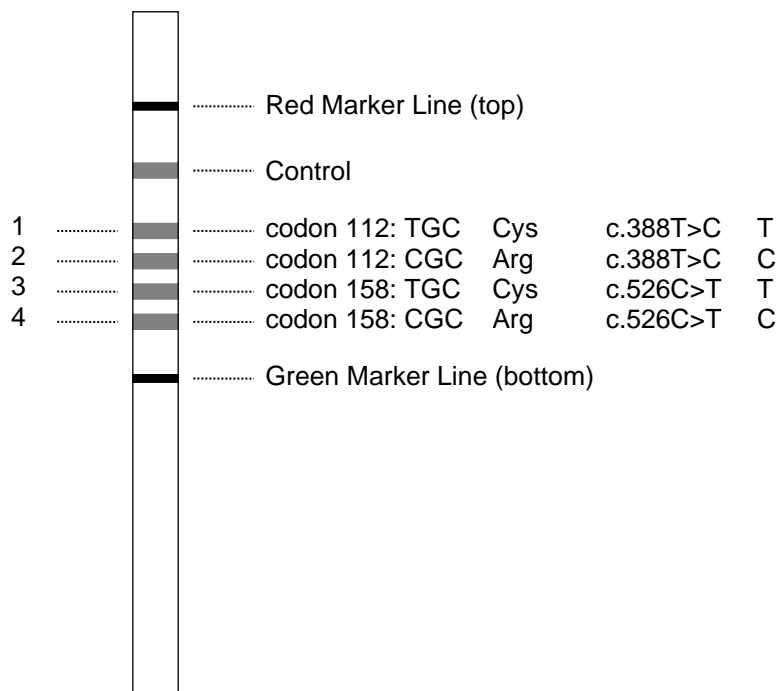 Red Marker Line (top)
Control
1 codon 112: TGC Cys c.388T>C T
2 codon 112: CGC Arg c.388T>C C
3 codon 158: TGC Cys c.526C>T T
4 codon 158: CGC Arg c.526C>T C
Green Marker Line (bottom)